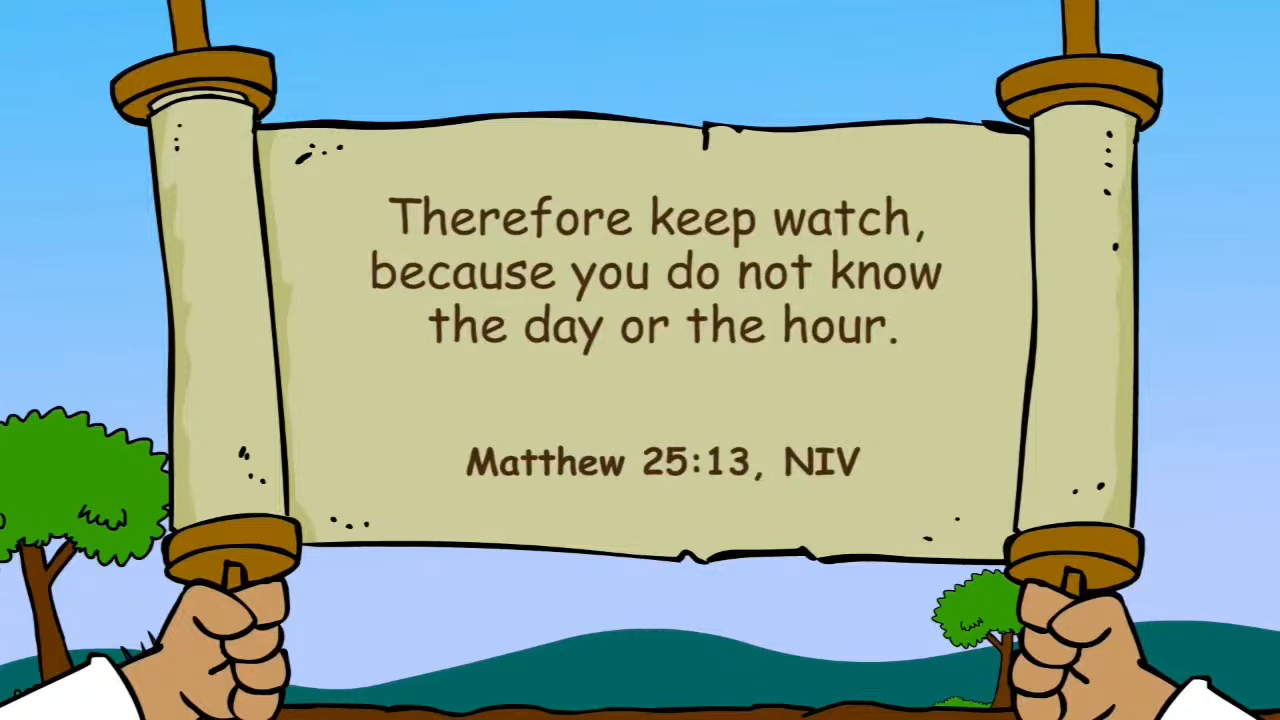 Therefore keep watch,
because you do not know
the day or the hour.
Matthew 25:13, NIV